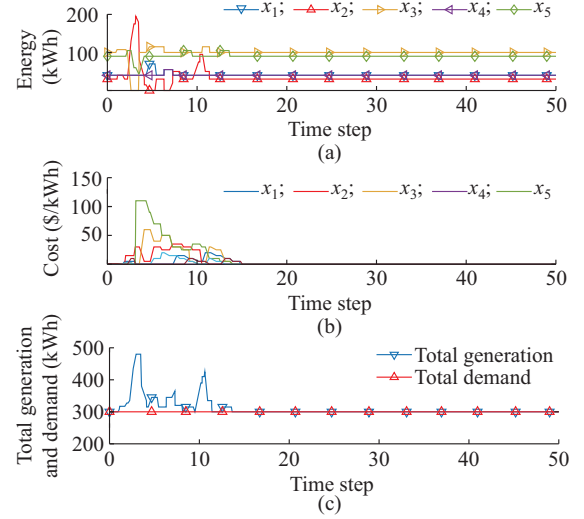 x1; x2; x3; x4; x5
200
100
0
Energy
(kWh)
0 10 20 30 40 50
Time step
(a)
x1; x2; x3; x4; x5
150
100
50
Cost ($/kWh)
0 10 20 30 40 50
Time step
(b)
500
400
300
200
Total generation
and demand (kWh)
Total generation
Total demand
0 10 20 30 40 50
Time step
(c)